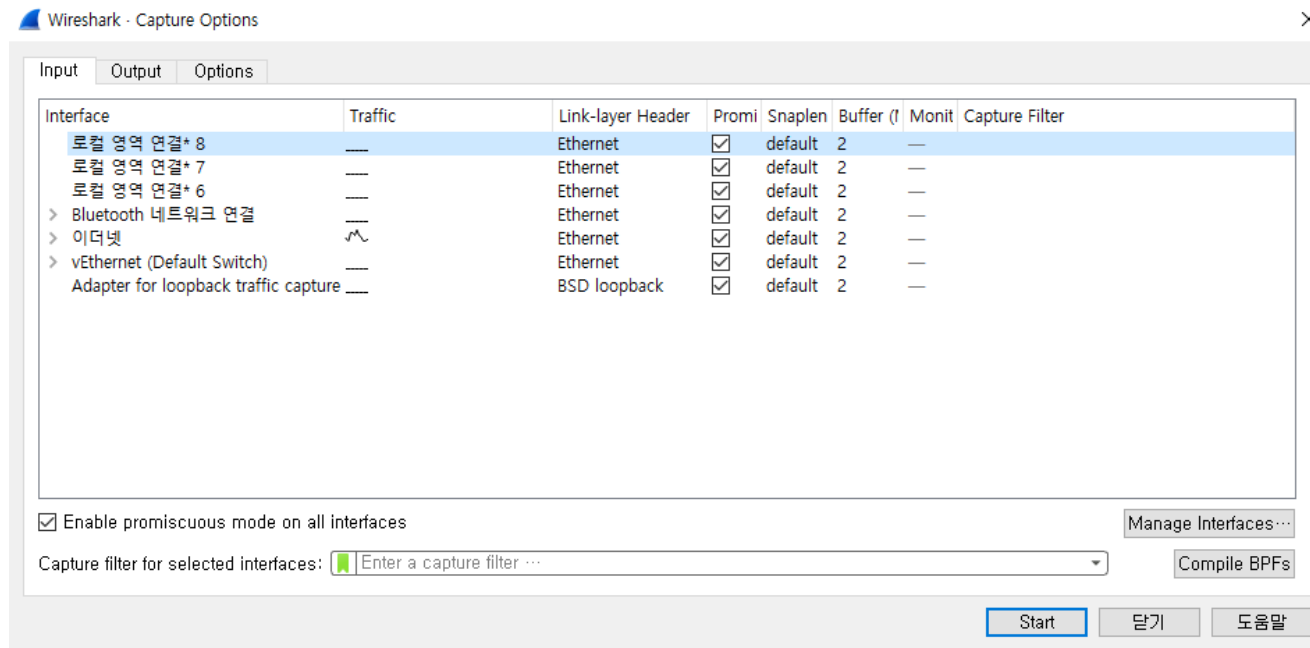 Wireshark · Capture Options
Input Output Options
Interface Traffic Link-layer Header Promi Snaplen Buffer (M Monit Capture Filter
로컬 영역 연결* 8 Ethernet default 2 —
로컬 영역 연결* 7 Ethernet default 2 —
로컬 영역 연결* 6 Ethernet default 2 —
Bluetooth 네트워크 연결 Ethernet default 2 —
이더넷 Ethernet default 2 —
vEthernet (Default Switch) Ethernet default 2 —
Adapter for loopback traffic capture BSD loopback default 2 —
Enable promiscuous mode on all interfaces
Manage Interfaces…
Capture filter for selected interfaces: Enter a capture filter …
Compile BPFs
Start 닫기 도움말